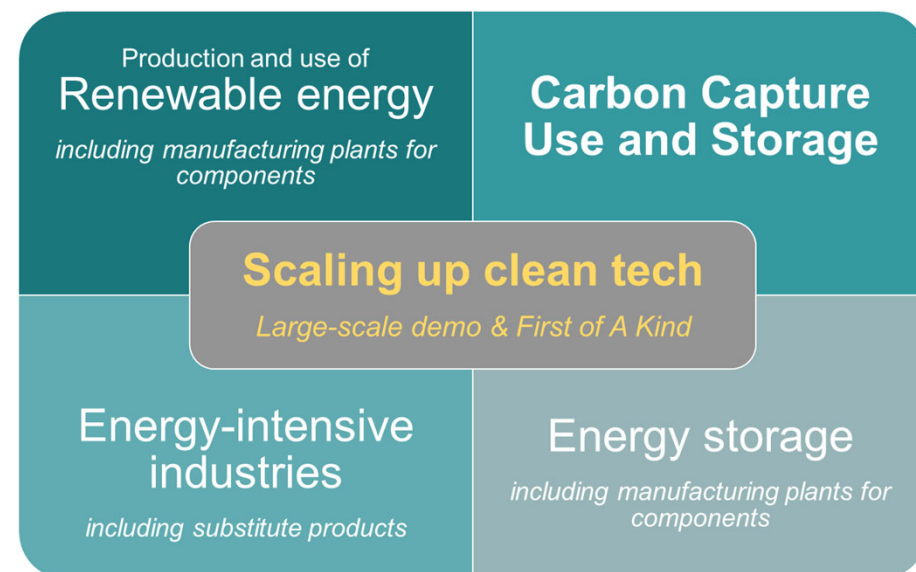 Production and use of
Renewable energy
including manufacturing plants for
components
Carbon Capture
Use and Storage
Scaling up clean tech
Large-scale demo & First of A Kind
Energy-intensive
industries
including substitute products
Energy storage
including manufacturing plants for
components